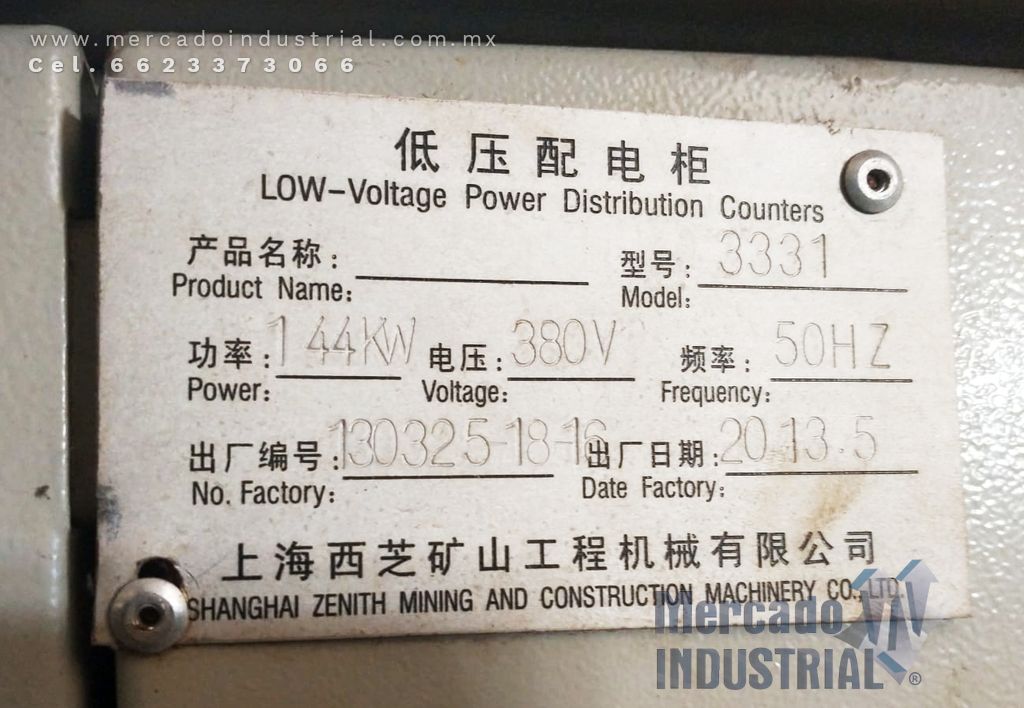 www.mercadoindustrial.com.mx
Cel. 6623373066
低压配电柜
LOW-Voltage Power Distribution Counters
产品名称: 型号: 3331
Product Name: Model:
功率: 144KW 电压: 380V 频率: 50HZ
Power: Voltage: Frequency:
出厂编号: 130325-18-16 出厂日期: 2013.5
No. Factory: Date Factory:
上海西芝矿山工程机械有限公司
SHANGHAI ZENITH MINING AND CONSTRUCTION MACHINERY CO.,LTD.
Mercado
INDUSTRIAL®